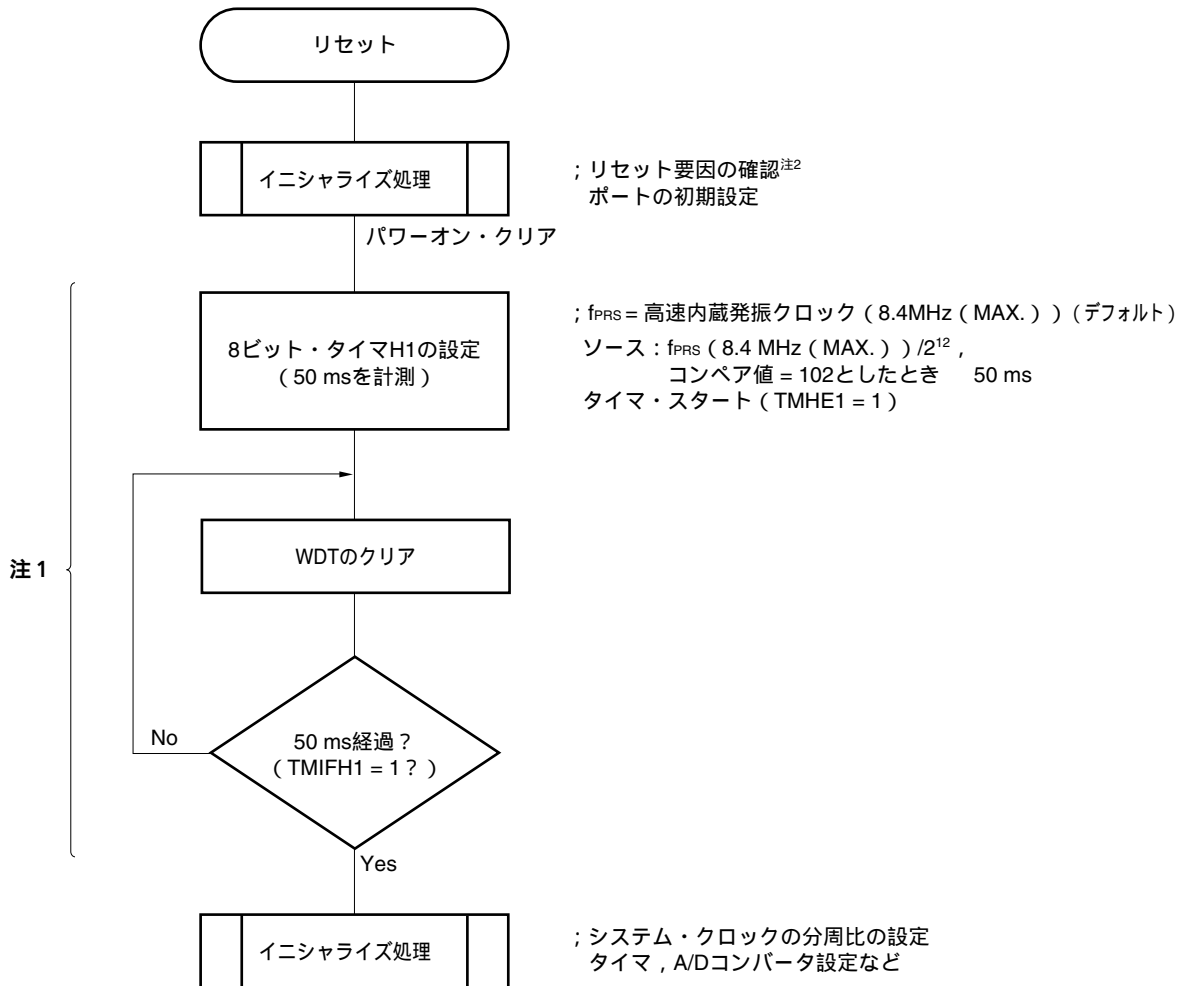 リセット
イニシャライズ処理
;リセット要因の確認注2
ポートの初期設定
パワーオン・クリア
8ビット・タイマH1の設定
(50 msを計測)
;fPRS = 高速内蔵発振クロック(8.4MHz(MAX.))(デフォルト)
ソース:fPRS(8.4 MHz(MAX.))/2¹²,
コンペア値 = 102としたとき 50 ms
タイマ・スタート(TMHE1 = 1)
注1
WDTのクリア
No
50 ms経過?
(TMIFH1 = 1?)
Yes
イニシャライズ処理
;システム・クロックの分周比の設定
タイマ,A/Dコンバータ設定など